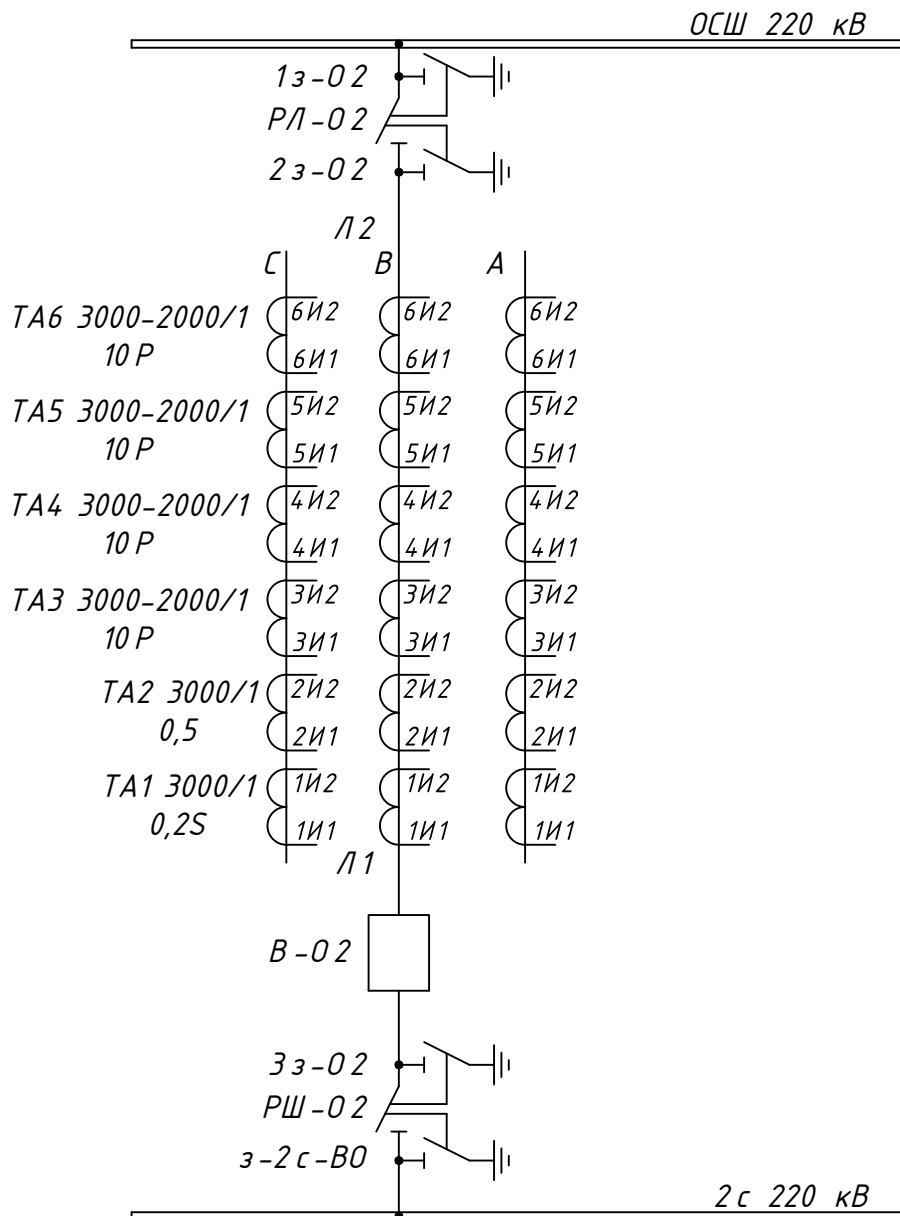 ОСШ 220 кВ
1з-О2
РЛ-О2
2з-О2
Л2
С В А
ТА6 3000-2000/1 6И2 6И2 6И2
10Р 6И1 6И1 6И1
ТА5 3000-2000/1 5И2 5И2 5И2
10Р 5И1 5И1 5И1
ТА4 3000-2000/1 4И2 4И2 4И2
10Р 4И1 4И1 4И1
ТА3 3000-2000/1 3И2 3И2 3И2
10Р 3И1 3И1 3И1
ТА2 3000/1 2И2 2И2 2И2
0,5 2И1 2И1 2И1
ТА1 3000/1 1И2 1И2 1И2
0,2S 1И1 1И1 1И1
Л1
В-О2
3з-О2
РШ-О2
з-2с-ВО
2с 220 кВ